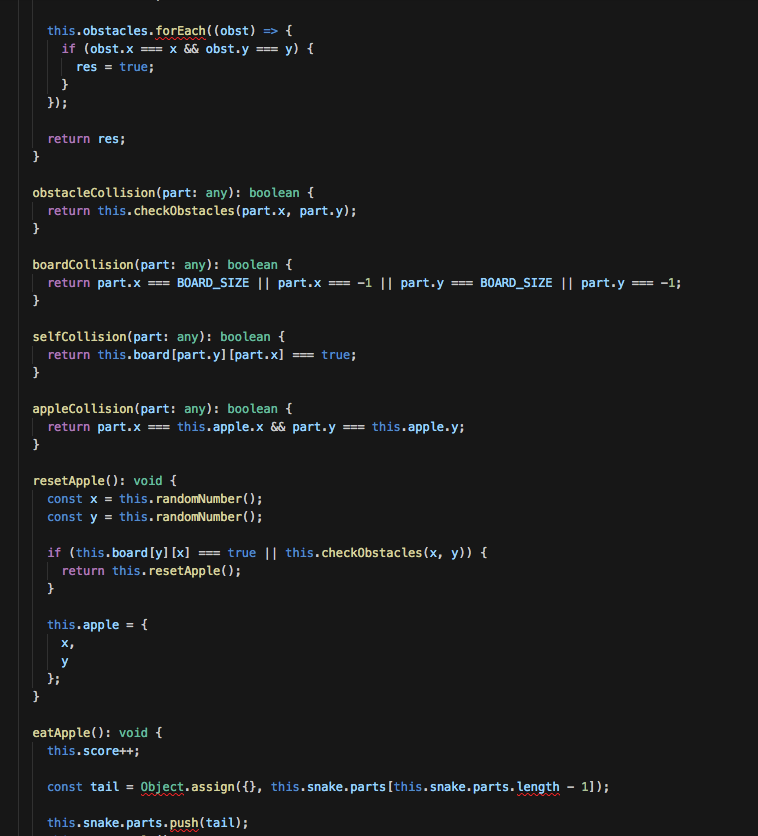 this.obstacles.forEach((obst) => {
if (obst.x === x && obst.y === y) {
res = true;
}
});
return res;
}
obstacleCollision(part: any): boolean {
return this.checkObstacles(part.x, part.y);
}
boardCollision(part: any): boolean {
return part.x === BOARD_SIZE || part.x === -1 || part.y === BOARD_SIZE || part.y === -1;
}
selfCollision(part: any): boolean {
return this.board[part.y][part.x] === true;
}
appleCollision(part: any): boolean {
return part.x === this.apple.x && part.y === this.apple.y;
}
resetApple(): void {
const x = this.randomNumber();
const y = this.randomNumber();
if (this.board[y][x] === true || this.checkObstacles(x, y)) {
return this.resetApple();
}
this.apple = {
x,
y
};
}
eatApple(): void {
this.score++;
const tail = Object.assign({}, this.snake.parts[this.snake.parts.length - 1]);
this.snake.parts.push(tail);